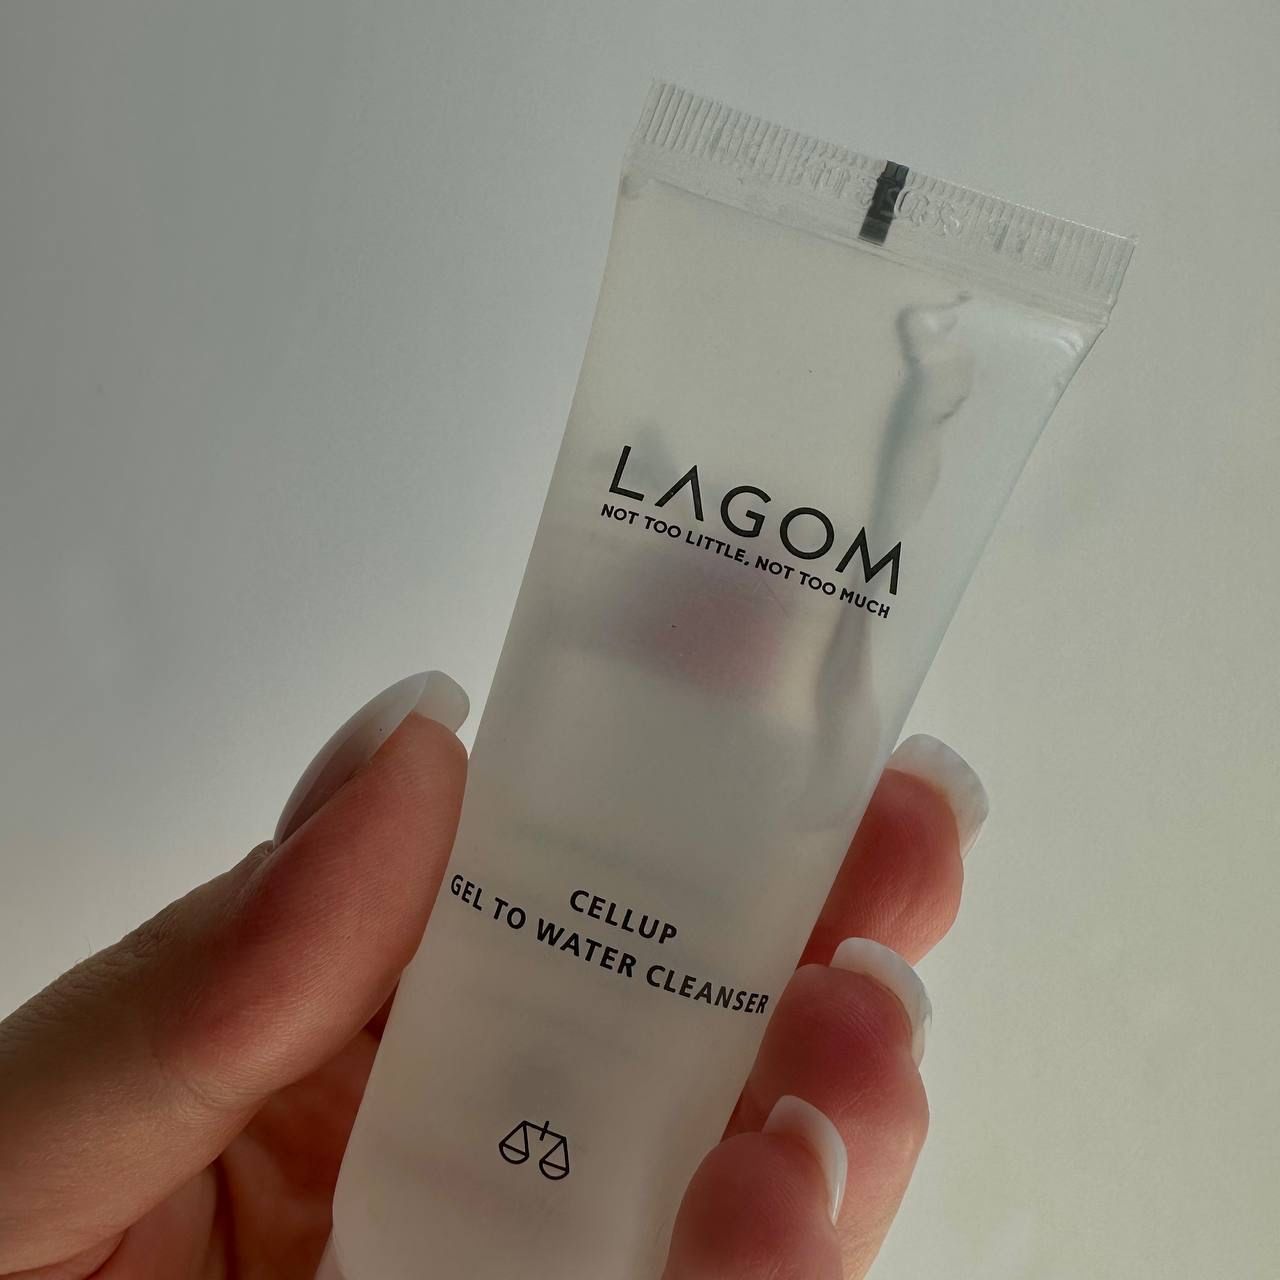 LAGOM
NOT TOO LITTLE, NOT TOO MUCH
CELLUP
GEL TO WATER CLEANSER